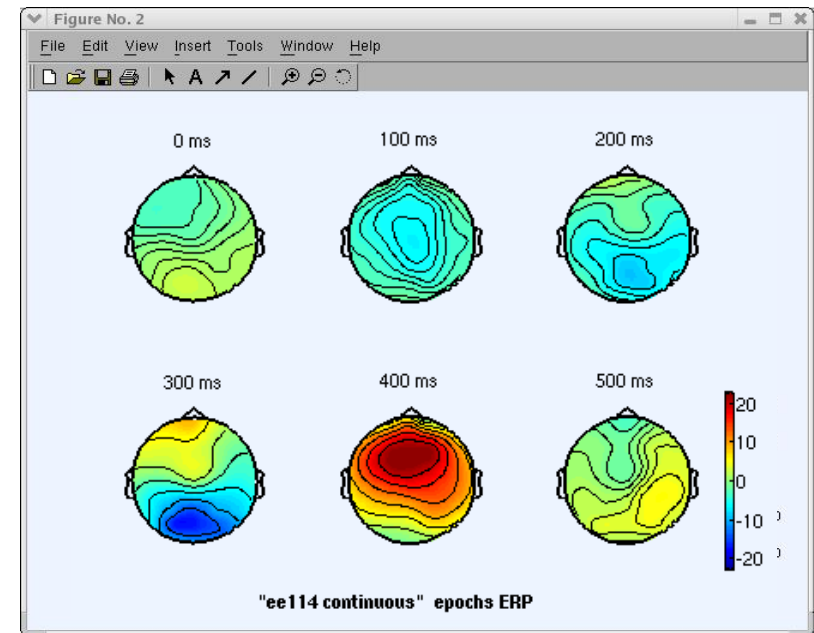 Figure No. 2
File Edit View Insert Tools Window Help
A
0 ms 100 ms 200 ms
300 ms 400 ms 500 ms
20
10
0
-10
-20
"ee114 continuous" epochs ERP